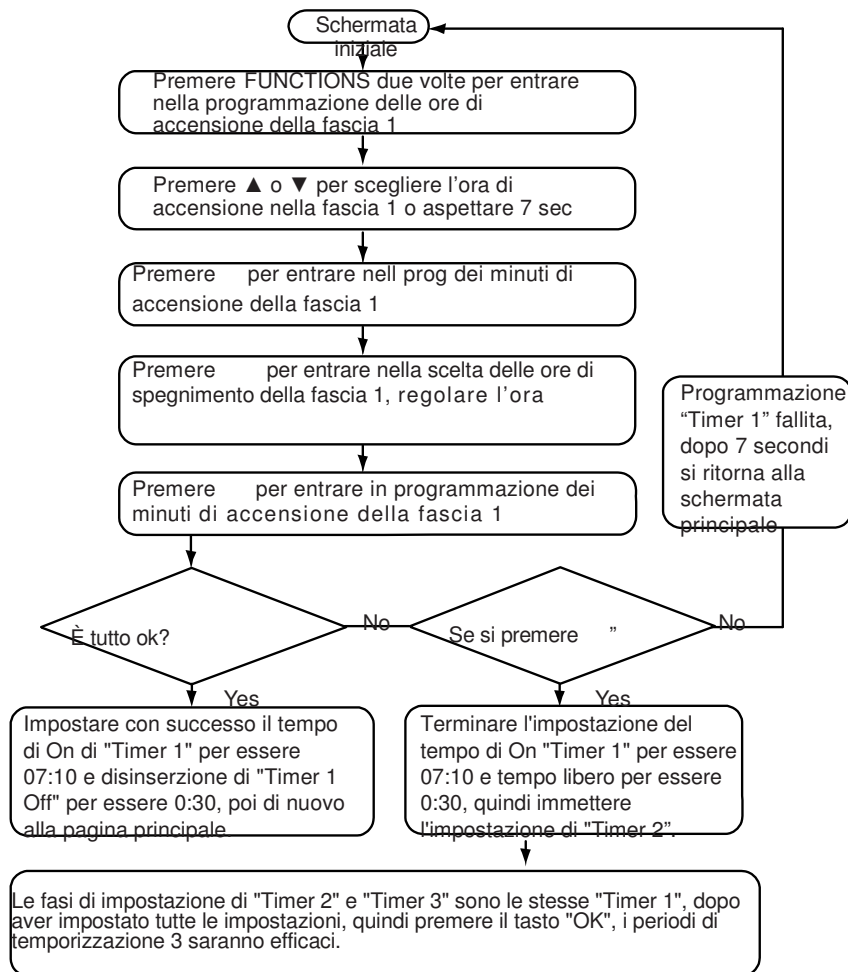 Schermata
iniziale
Premere FUNCTIONS due volte per entrare
nella programmazione delle ore di
accensione della fascia 1
Premere ▲ o ▼ per scegliere l’ora di
accensione nella fascia 1 o aspettare 7 sec
Premere per entrare nell prog dei minuti di
accensione della fascia 1
Premere per entrare nella scelta delle ore di
spegnimento della fascia 1, regolare l’ora
Premere per entrare in programmazione dei
minuti di accensione della fascia 1
Programmazione
“Timer 1” fallita,
dopo 7 secondi
si ritorna alla
schermata
principale
È tutto ok?
No
Se si premere ”
No
Yes
Yes
Impostare con successo il tempo
di On di "Timer 1" per essere
07:10 e disinserzione di "Timer 1
Off" per essere 0:30, poi di nuovo
alla pagina principale.
Terminare l'impostazione del
tempo di On "Timer 1" per essere
07:10 e tempo libero per essere
0:30, quindi immettere
l'impostazione di "Timer 2”.
Le fasi di impostazione di "Timer 2" e "Timer 3" sono le stesse "Timer 1", dopo
aver impostato tutte le impostazioni, quindi premere il tasto "OK", i periodi di
temporizzazione 3 saranno efficaci.